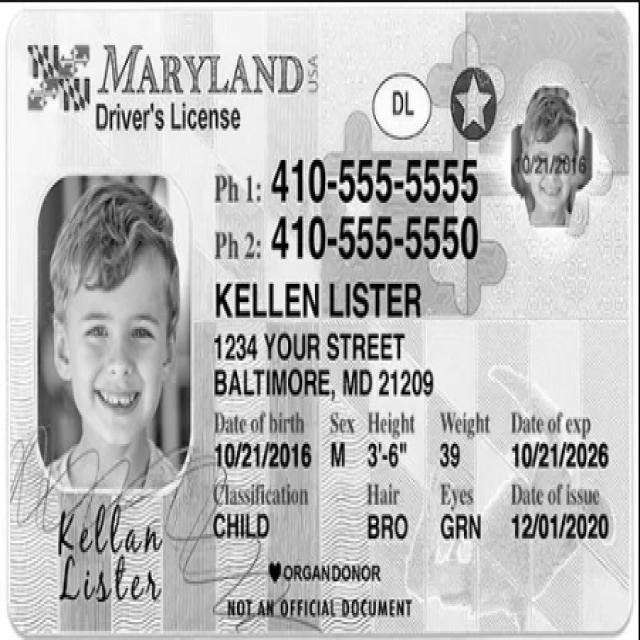 MARYLAND USA
Driver's License
DL
10/21/2016
Ph 1: 410-555-5555
Ph 2: 410-555-5550
KELLEN LISTER
1234 YOUR STREET
BALTIMORE, MD 21209
Date of birth Sex Height Weight Date of exp
10/21/2016 M 3'-6" 39 10/21/2026
Classification Hair Eyes Date of issue
CHILD BRO GRN 12/01/2020
Kellan
Lister
ORGANDONOR
NOT AN OFFICIAL DOCUMENT